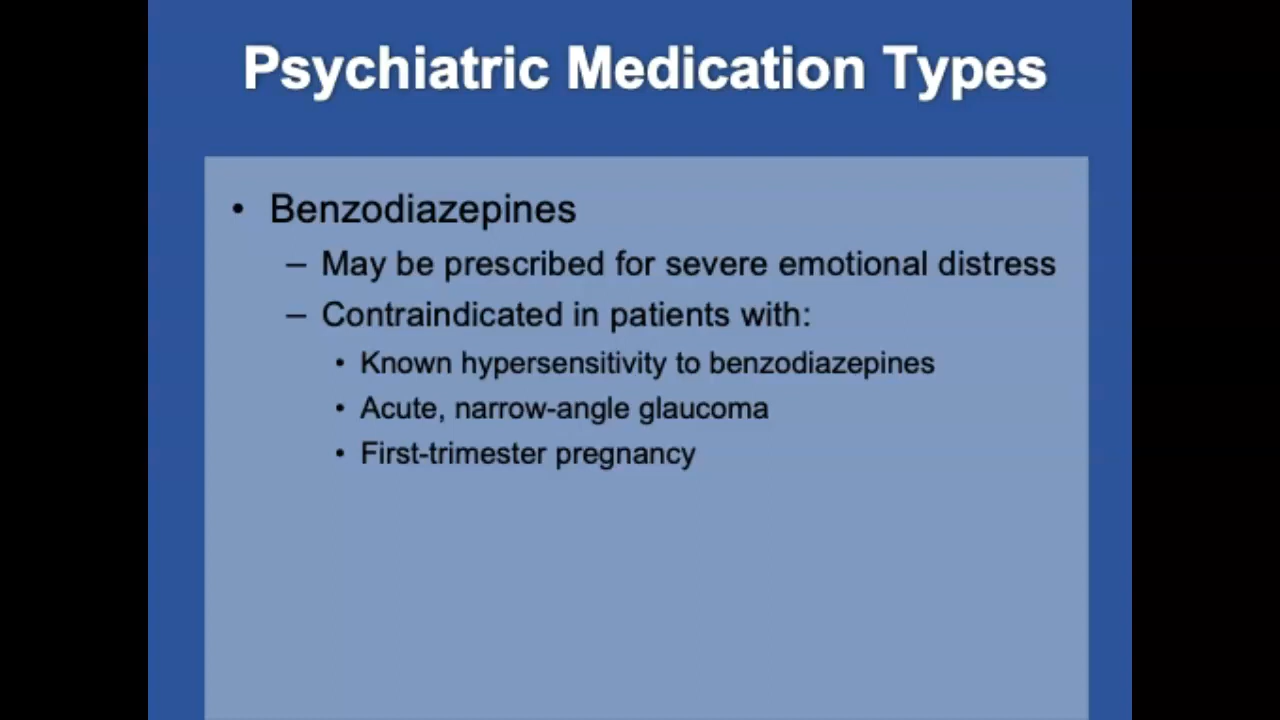 Psychiatric Medication Types
• Benzodiazepines
– May be prescribed for severe emotional distress
– Contraindicated in patients with:
• Known hypersensitivity to benzodiazepines
• Acute, narrow-angle glaucoma
• First-trimester pregnancy